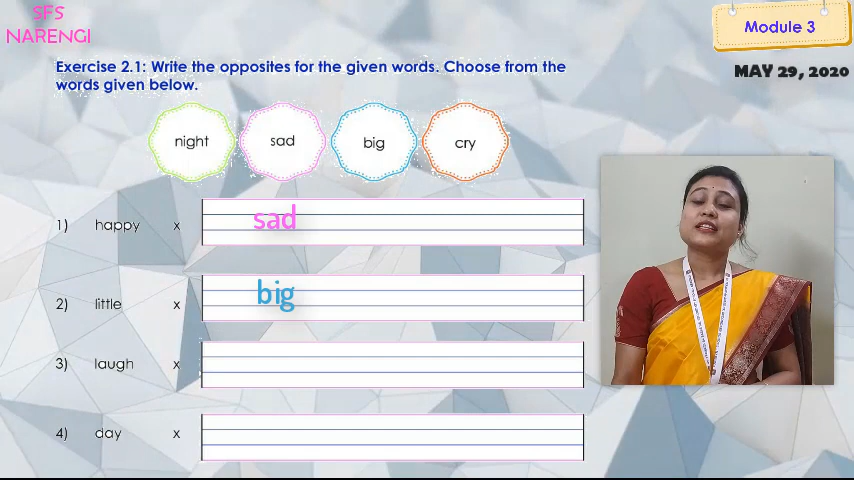 SFS
NARENGI
Module 3
MAY 29, 2020
Exercise 2.1: Write the opposites for the given words. Choose from the
words given below.
night sad big cry
1) happy x sad
2) little x big
3) laugh x
4) day x